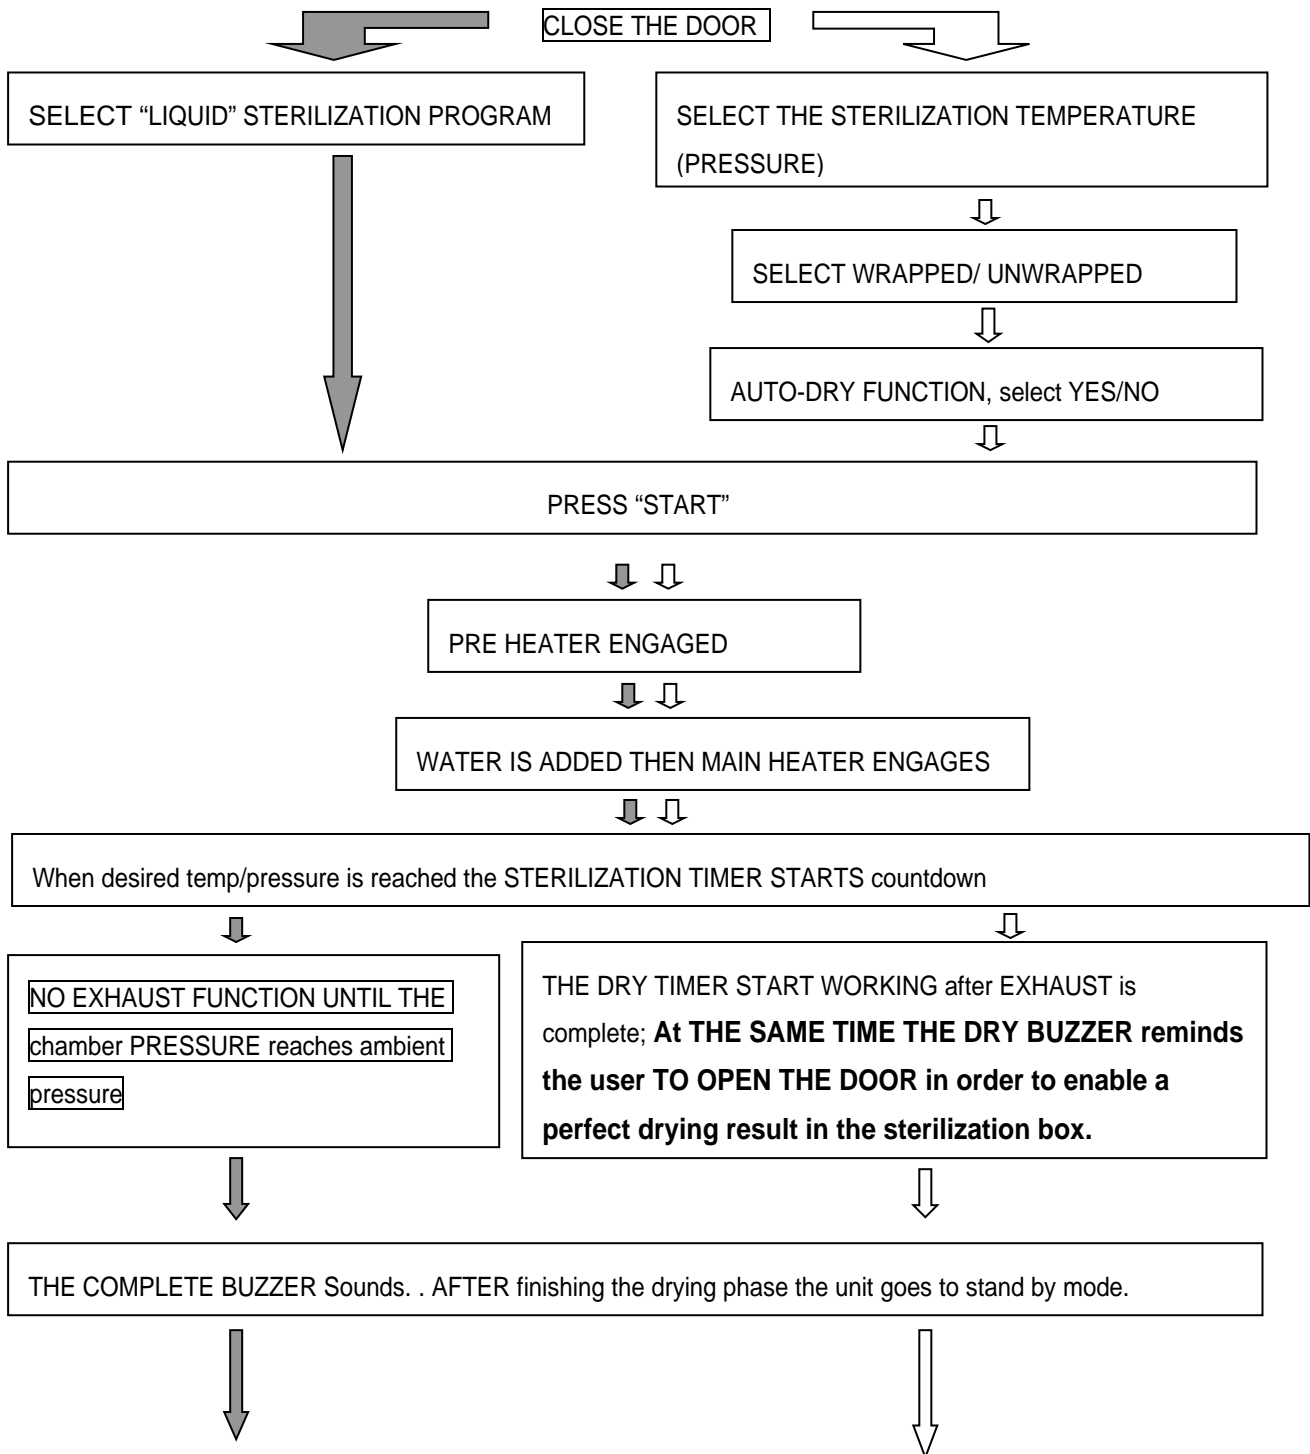 CLOSE THE DOOR
SELECT “LIQUID” STERILIZATION PROGRAM
SELECT THE STERILIZATION TEMPERATURE
(PRESSURE)
SELECT WRAPPED/ UNWRAPPED
AUTO-DRY FUNCTION, select YES/NO
PRESS “START”
PRE HEATER ENGAGED
WATER IS ADDED THEN MAIN HEATER ENGAGES
When desired temp/pressure is reached the STERILIZATION TIMER STARTS countdown
NO EXHAUST FUNCTION UNTIL THE
chamber PRESSURE reaches ambient
pressure
THE DRY TIMER START WORKING after EXHAUST is
complete; At THE SAME TIME THE DRY BUZZER reminds
the user TO OPEN THE DOOR in order to enable a
perfect drying result in the sterilization box.
THE COMPLETE BUZZER Sounds. . AFTER finishing the drying phase the unit goes to stand by mode.